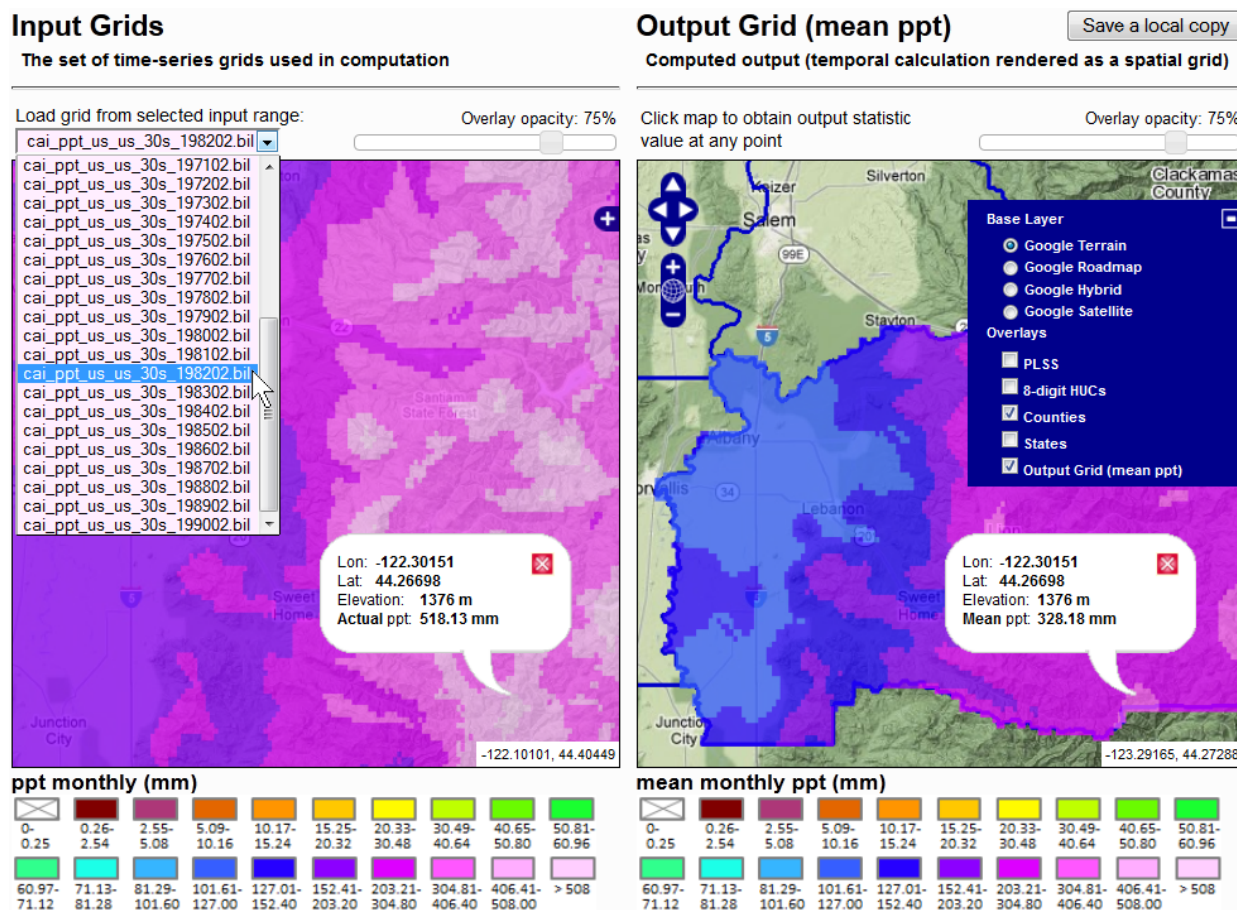 Input Grids
The set of time-series grids used in computation
Load grid from selected input range:
Overlay opacity: 75%
cai_ppt_us_us_30s_198202.bil
cai_ppt_us_us_30s_197102.bil
cai_ppt_us_us_30s_197202.bil
cai_ppt_us_us_30s_197302.bil
cai_ppt_us_us_30s_197402.bil
cai_ppt_us_us_30s_197502.bil
cai_ppt_us_us_30s_197602.bil
cai_ppt_us_us_30s_197702.bil
cai_ppt_us_us_30s_197802.bil
cai_ppt_us_us_30s_197902.bil
cai_ppt_us_us_30s_198002.bil
cai_ppt_us_us_30s_198102.bil
cai_ppt_us_us_30s_198202.bil
cai_ppt_us_us_30s_198302.bil
cai_ppt_us_us_30s_198402.bil
cai_ppt_us_us_30s_198502.bil
cai_ppt_us_us_30s_198602.bil
cai_ppt_us_us_30s_198702.bil
cai_ppt_us_us_30s_198802.bil
cai_ppt_us_us_30s_198902.bil
cai_ppt_us_us_30s_199002.bil
22
Santiam
State Forest
20
5
Sweet
Home
Junction
City
Lon: -122.30151
Lat: 44.26698
Elevation: 1376 m
Actual ppt: 518.13 mm
-122.10101, 44.40449
ppt monthly (mm)
0-0.25
0.26-2.54
2.55-5.08
5.09-10.16
10.17-15.24
15.25-20.32
20.33-30.48
30.49-40.64
40.65-50.80
50.81-60.96
60.97-71.12
71.13-81.28
81.29-101.60
101.61-127.00
127.01-152.40
152.41-203.20
203.21-304.80
304.81-406.40
406.41-508.00
> 508
Output Grid (mean ppt)
Save a local copy
Computed output (temporal calculation rendered as a spatial grid)
Click map to obtain output statistic
value at any point
Overlay opacity: 75%
Keizer
Silverton
Clackamas
County
Salem
99E
Stayton
5
Albany
34
Lebanon
20
Linn
5
Sweet
Home
Junctio
City
Base Layer
Google Terrain
Google Roadmap
Google Hybrid
Google Satellite
Overlays
PLSS
8-digit HUCs
Counties
States
Output Grid (mean ppt)
Lon: -122.30151
Lat: 44.26698
Elevation: 1376 m
Mean ppt: 328.18 mm
-123.29165, 44.27288
mean monthly ppt (mm)
0-0.25
0.26-2.54
2.55-5.08
5.09-10.16
10.17-15.24
15.25-20.32
20.33-30.48
30.49-40.64
40.65-50.80
50.81-60.96
60.97-71.12
71.13-81.28
81.29-101.60
101.61-127.00
127.01-152.40
152.41-203.20
203.21-304.80
304.81-406.40
406.41-508.00
> 508